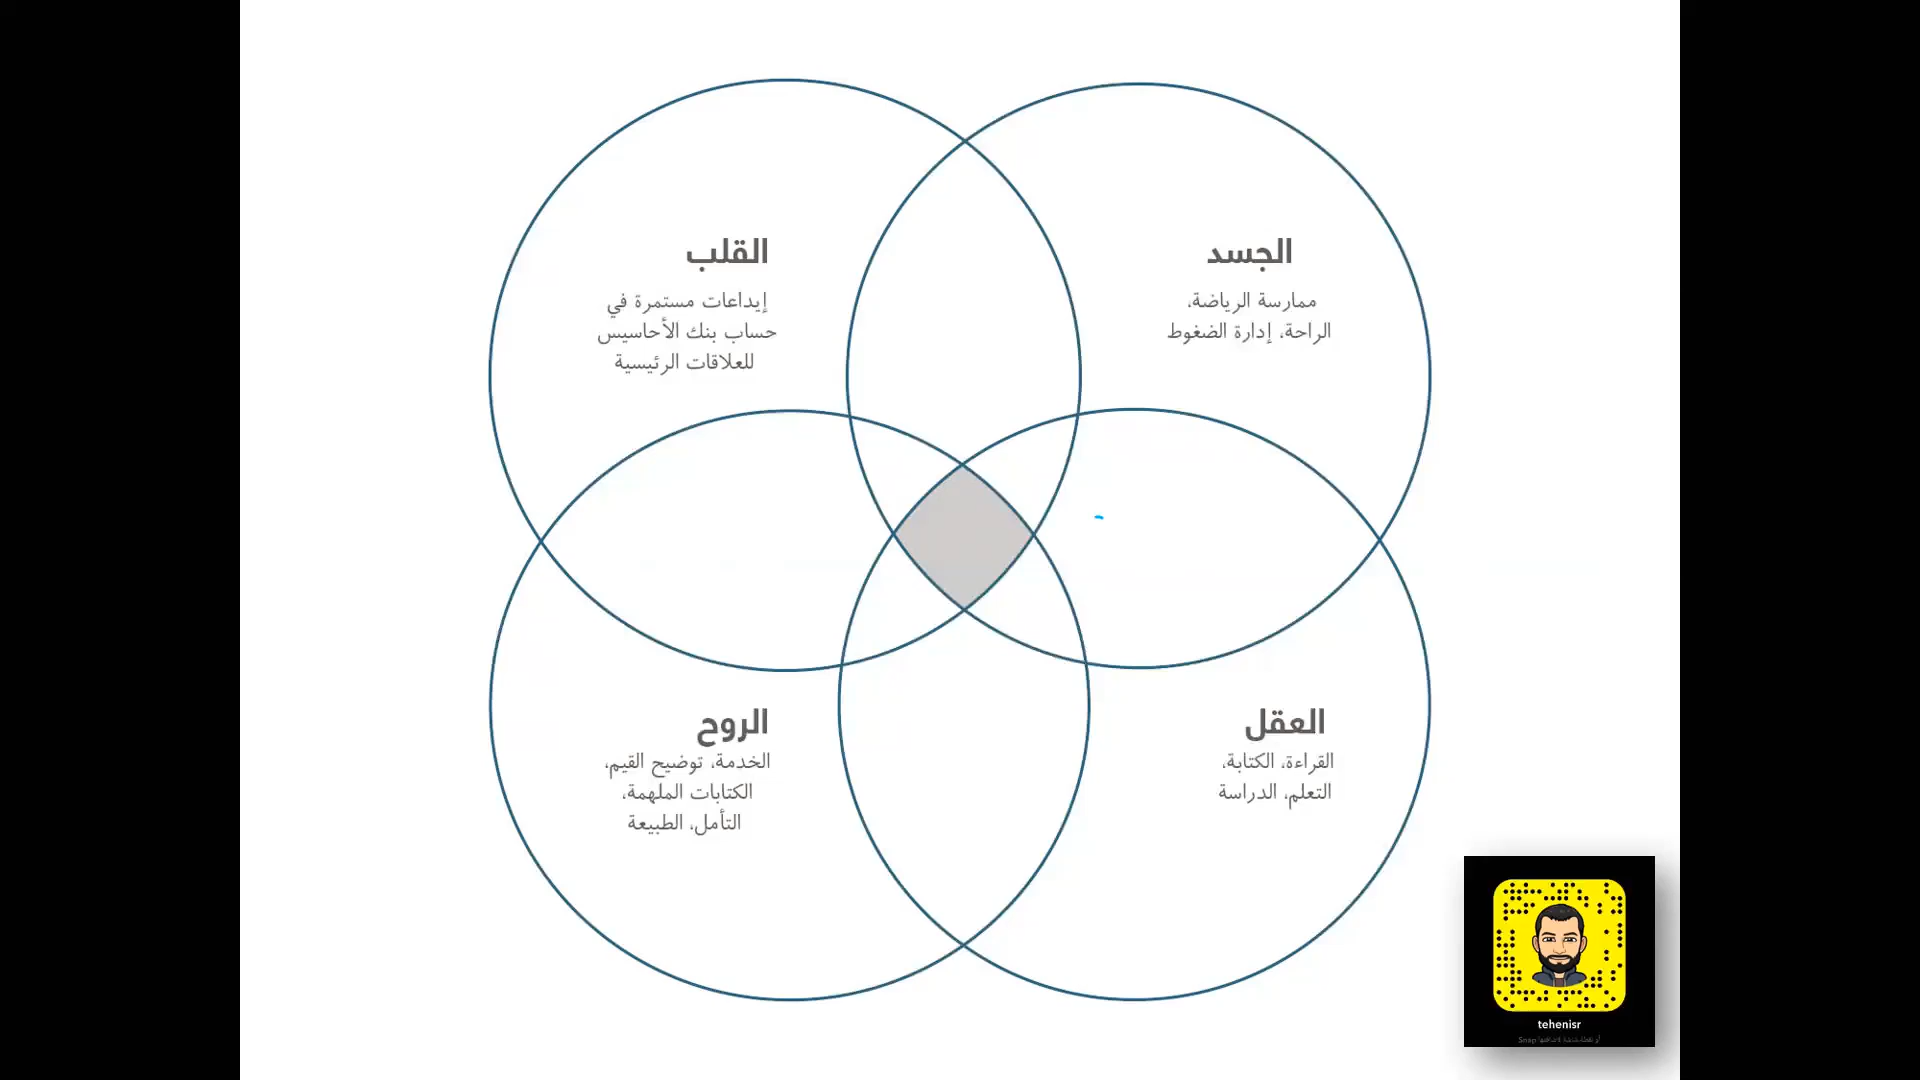 الجسد
ممارسة الرياضة،
الراحة، إدارة الضغوط
القلب
إيداعات مستمرة في
حساب بنك الأحاسيس
للعلاقات الرئيسية
العقل
القراءة، الكتابة،
التعلم، الدراسة
الروح
الخدمة، توضيح القيم،
الكتابات الملهمة،
التأمل، الطبيعة
tehenisr